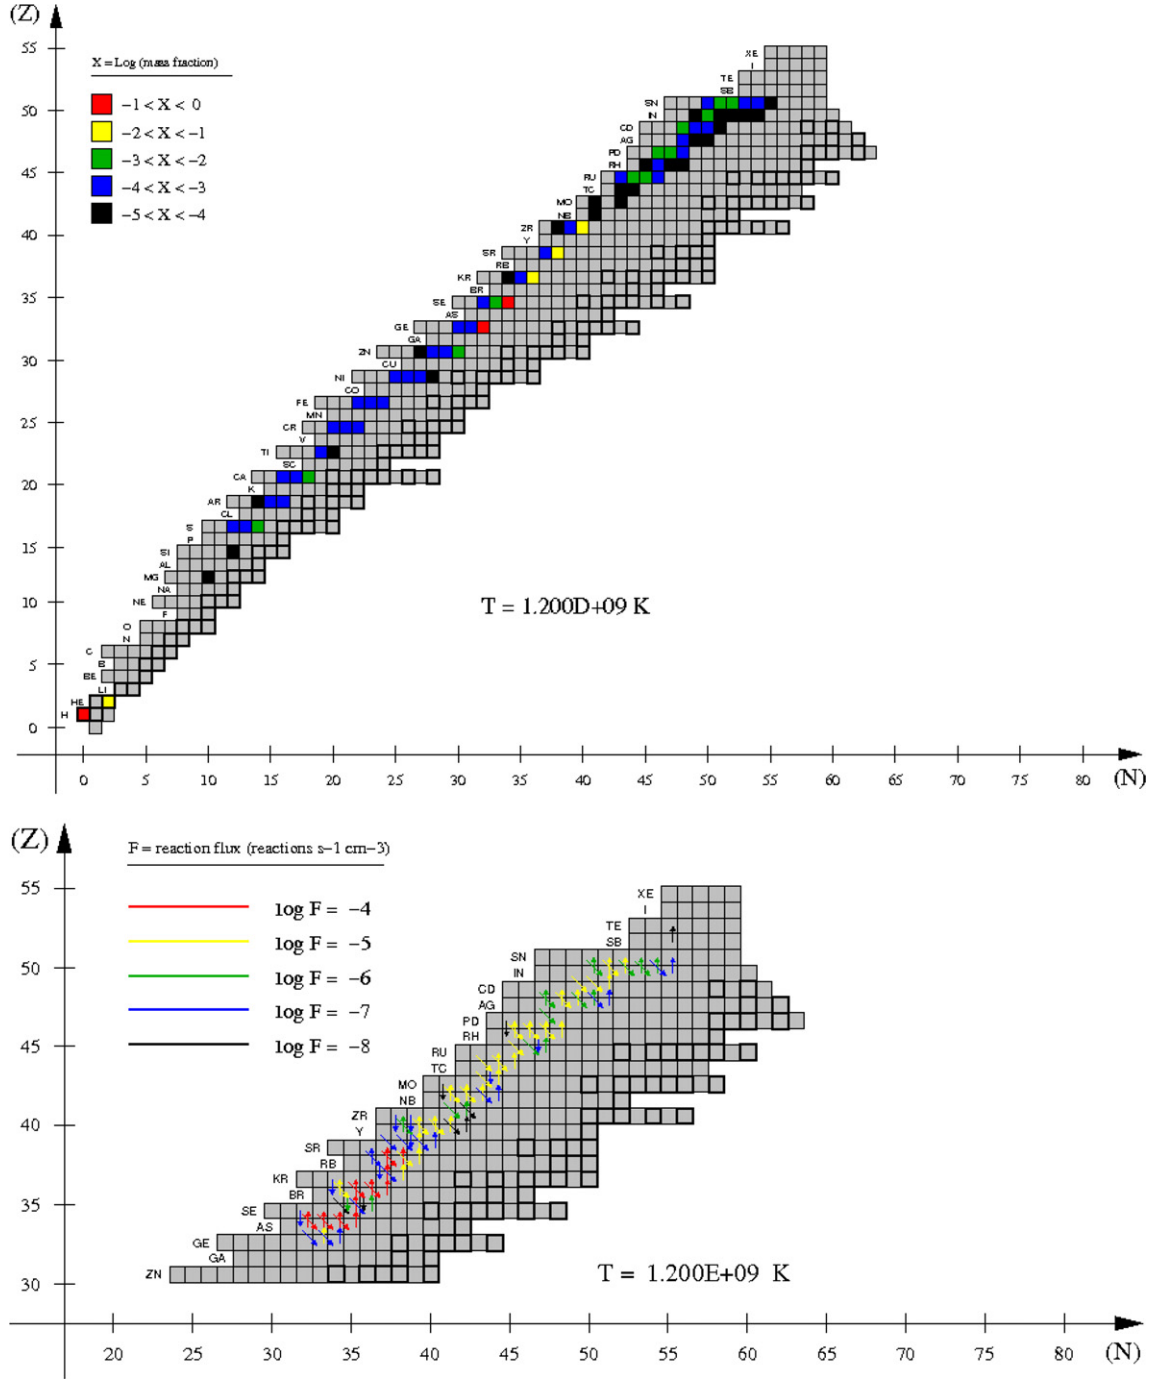 (Z)
X = Log (mass fraction)
−1 < X < 0
−2 < X < −1
−3 < X < −2
−4 < X < −3
−5 < X < −4
55
50
45
40
35
30
25
20
15
10
5
0
XE
I
TE
SB
SN
IN
CD
AG
PD
RH
RU
TC
MO
NB
ZR
Y
SR
RB
KR
BR
SE
AS
GE
GA
ZN
CU
NI
CO
FE
MN
CR
V
TI
SC
CA
K
AR
CL
S
P
SI
AL
MG
NA
NE
F
O
N
C
B
BE
LI
HE
H
T = 1.200D+09 K
0 5 10 15 20 25 30 35 40 45 50 55 60 65 70 75 80 (N)
(Z)
F = reaction flux (reactions s−1 cm−3)
log F = −4
log F = −5
log F = −6
log F = −7
log F = −8
55
50
45
40
35
30
XE
I
TE
SB
SN
IN
CD
AG
PD
RH
RU
TC
MO
NB
ZR
Y
SR
RB
KR
BR
SE
AS
GE
GA
ZN
T = 1.200E+09 K
20 25 30 35 40 45 50 55 60 65 70 75 80 (N)